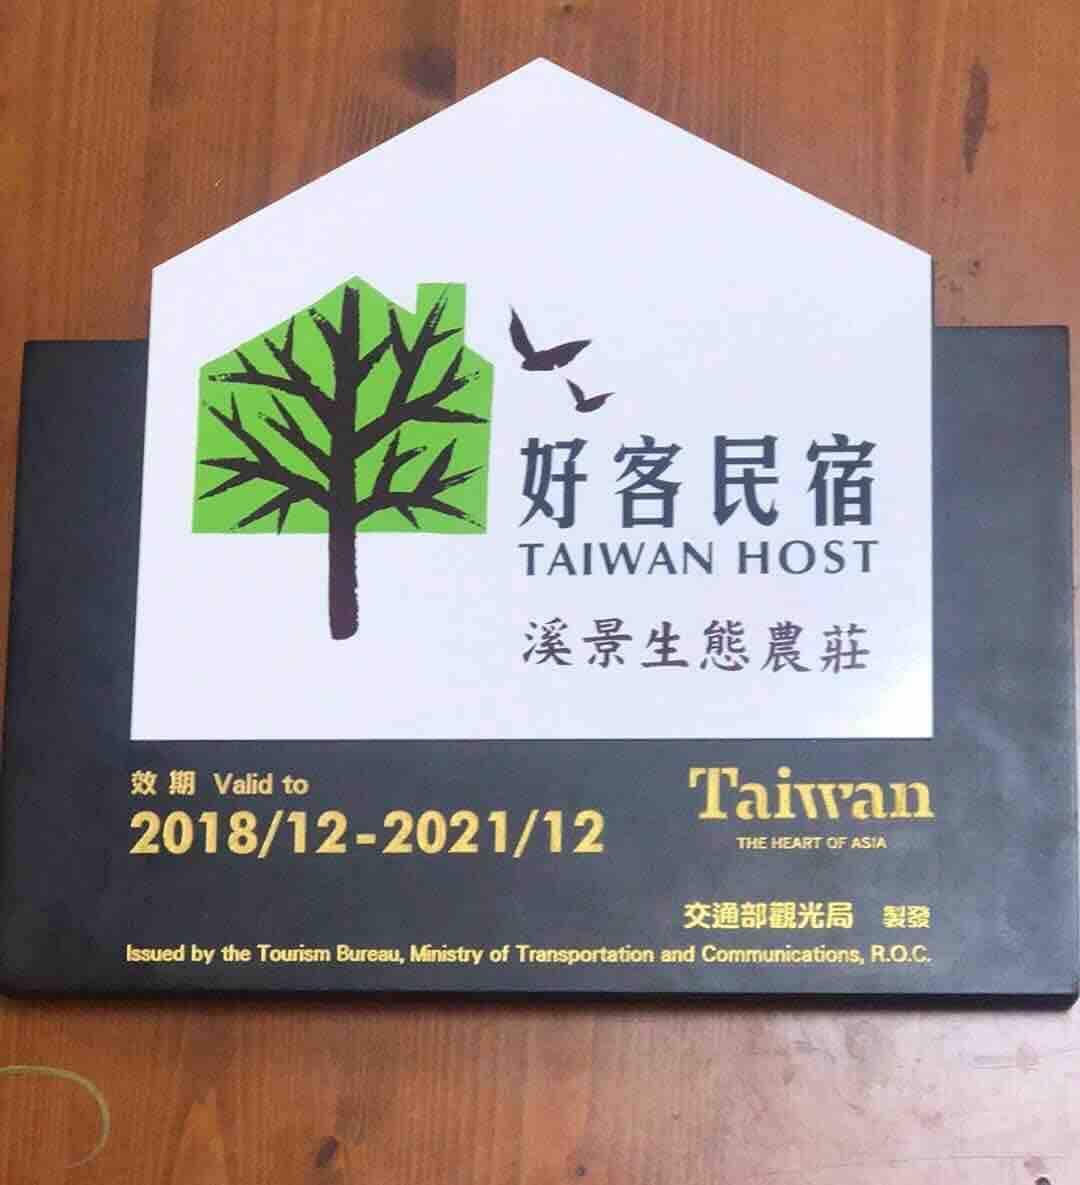 好客民宿
TAIWAN HOST
溪景生態農莊
效期 Valid to
2018/12-2021/12
Taiwan
THE HEART OF ASIA
交通部觀光局 製發
Issued by the Tourism Bureau, Ministry of Transportation and Communications, R.O.C.